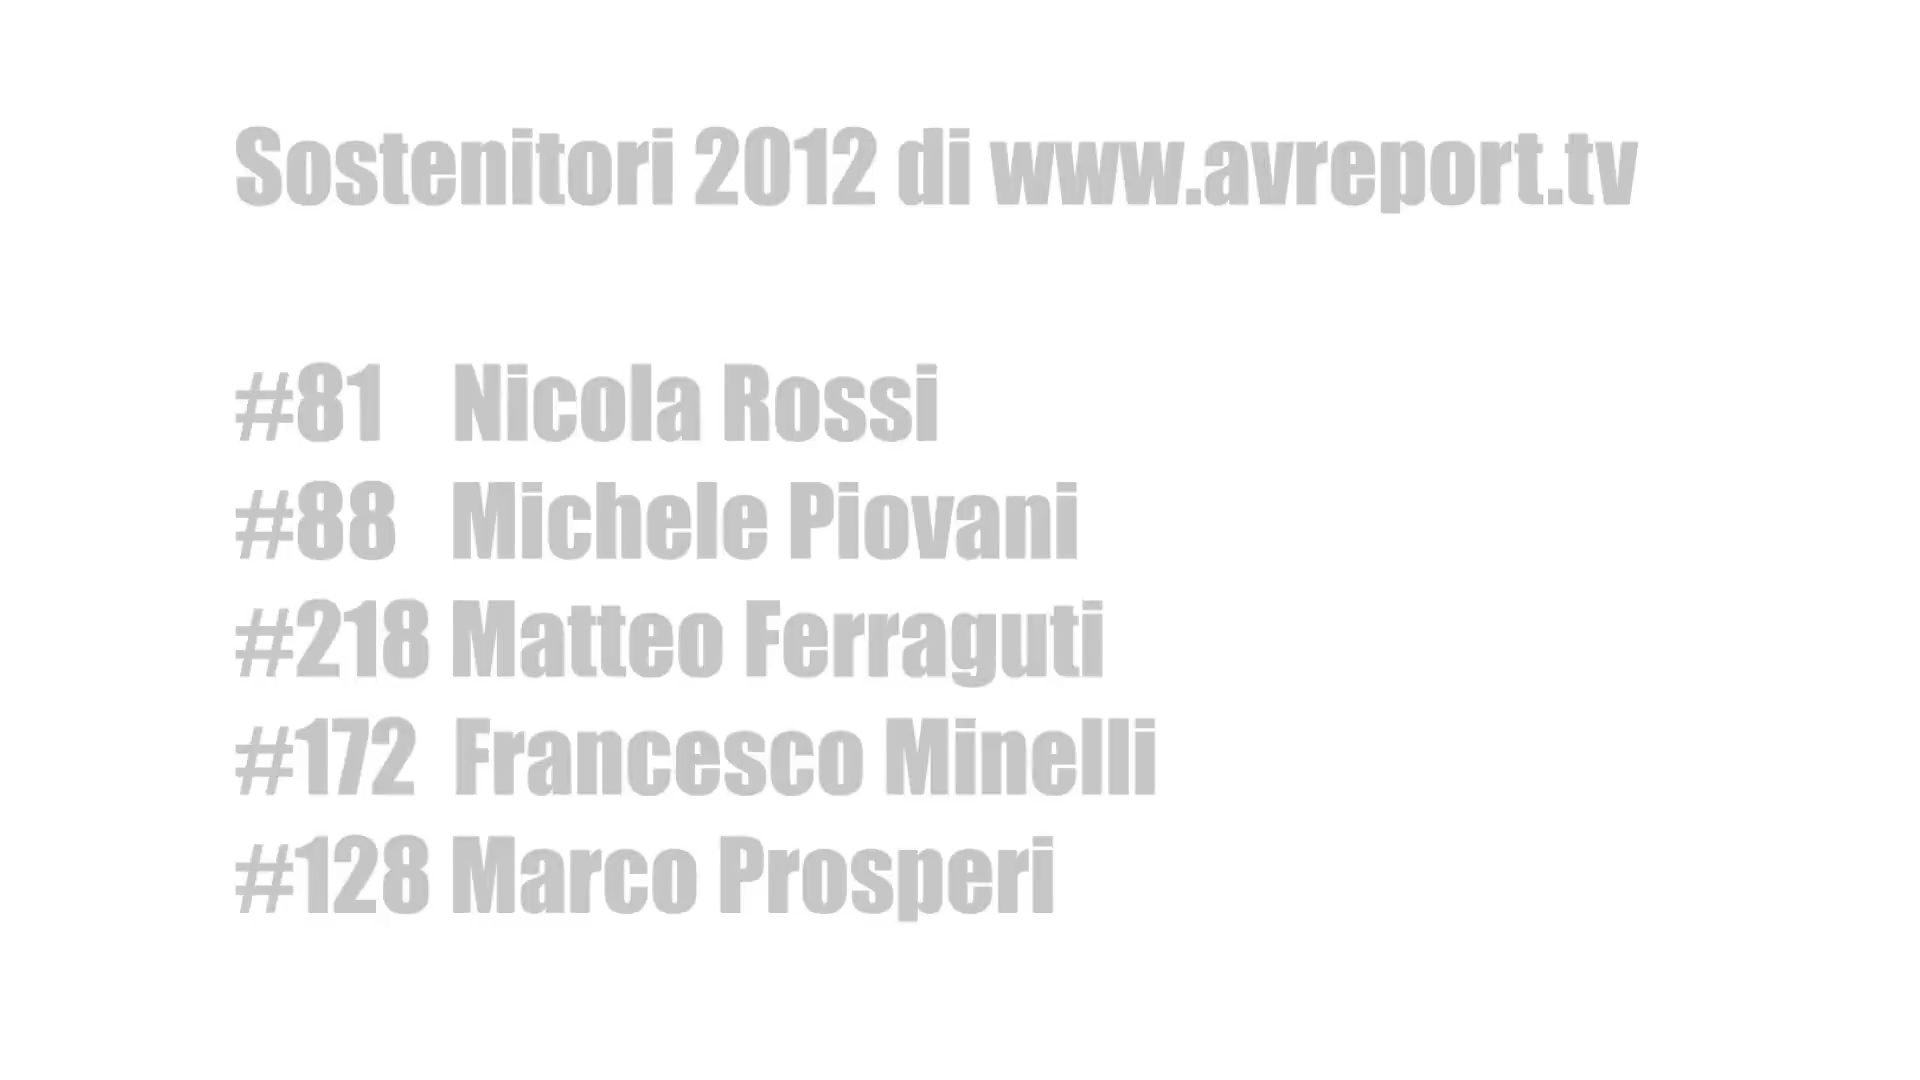 Sostenitori 2012 di www.avreport.tv
#81 Nicola Rossi
#88 Michele Piovani
#218 Matteo Ferraguti
#172 Francesco Minelli
#128 Marco Prosperi